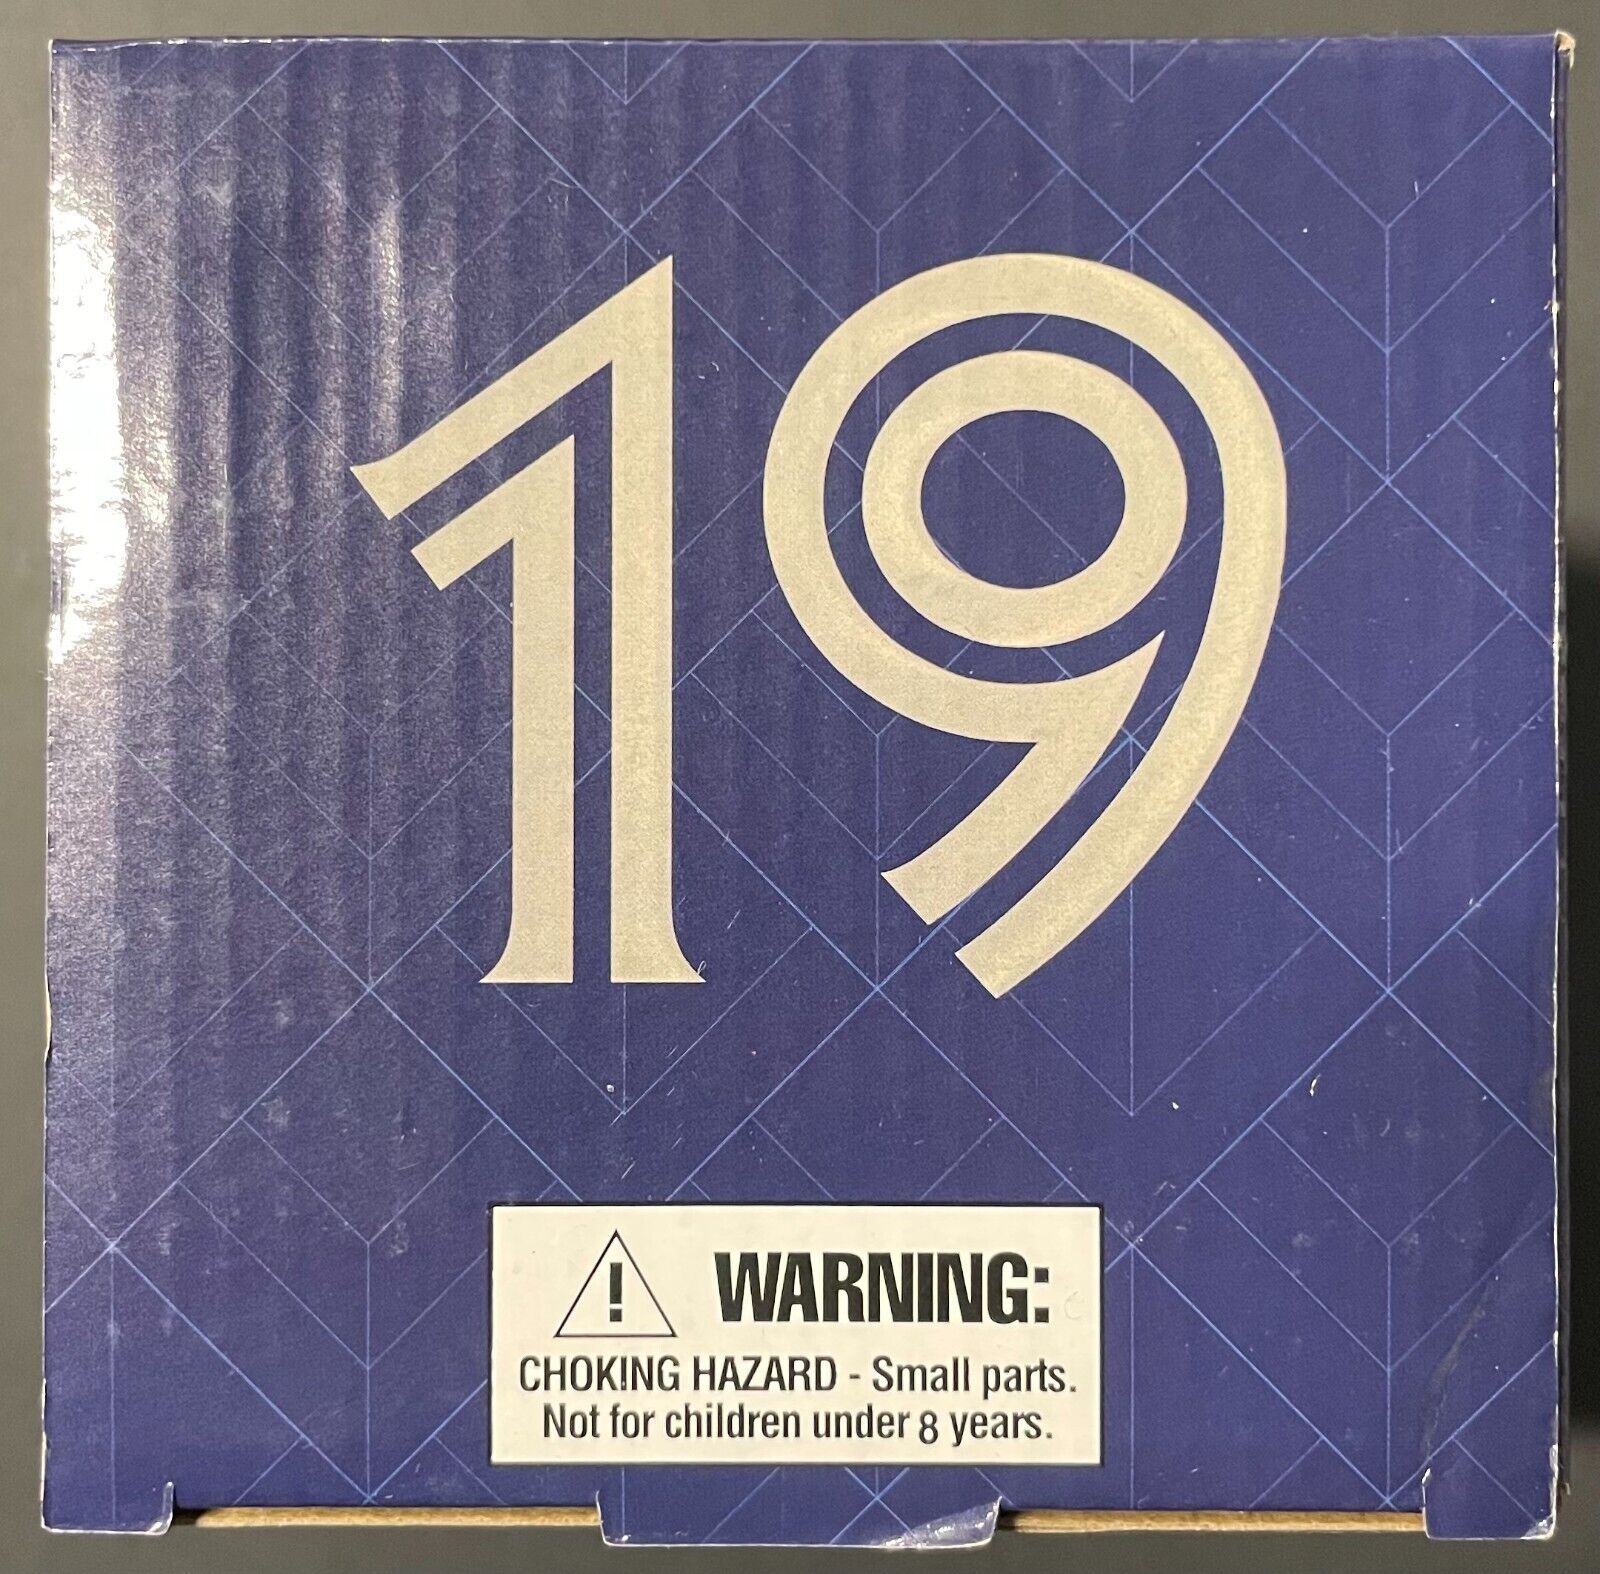 19
! WARNING:
CHOKING HAZARD - Small parts.
Not for children under 8 years.